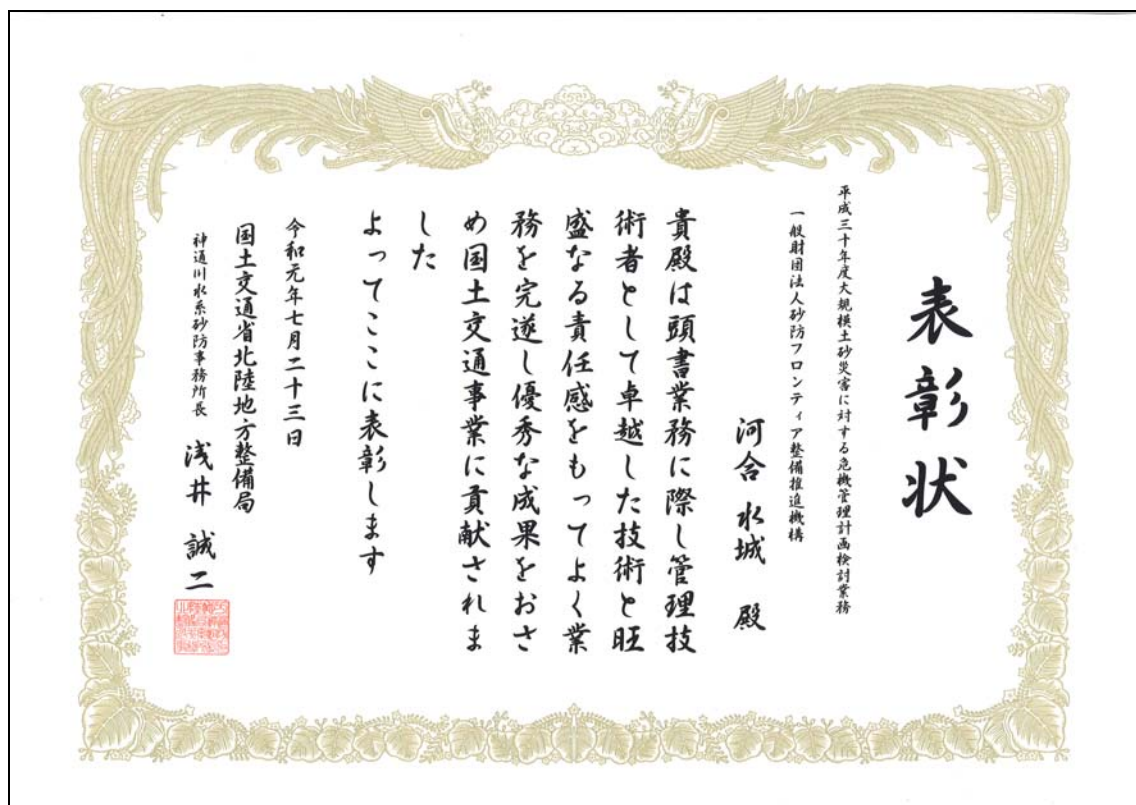 表彰状
平成三十年度大規模土砂災害に対する危機管理計画検討業務
一般財団法人砂防フロンティア整備推進機構
河合 水城 殿
貴殿は頭書業務に際し管理技
術者として卓越した技術と旺
盛なる責任感をもってよく業
務を完遂し優秀な成果をおさ
め国土交通事業に貢献されま
した
よってここに表彰します
令和元年七月二十三日
国土交通省北陸地方整備局
神通川水系砂防事務所長 浅井 誠二